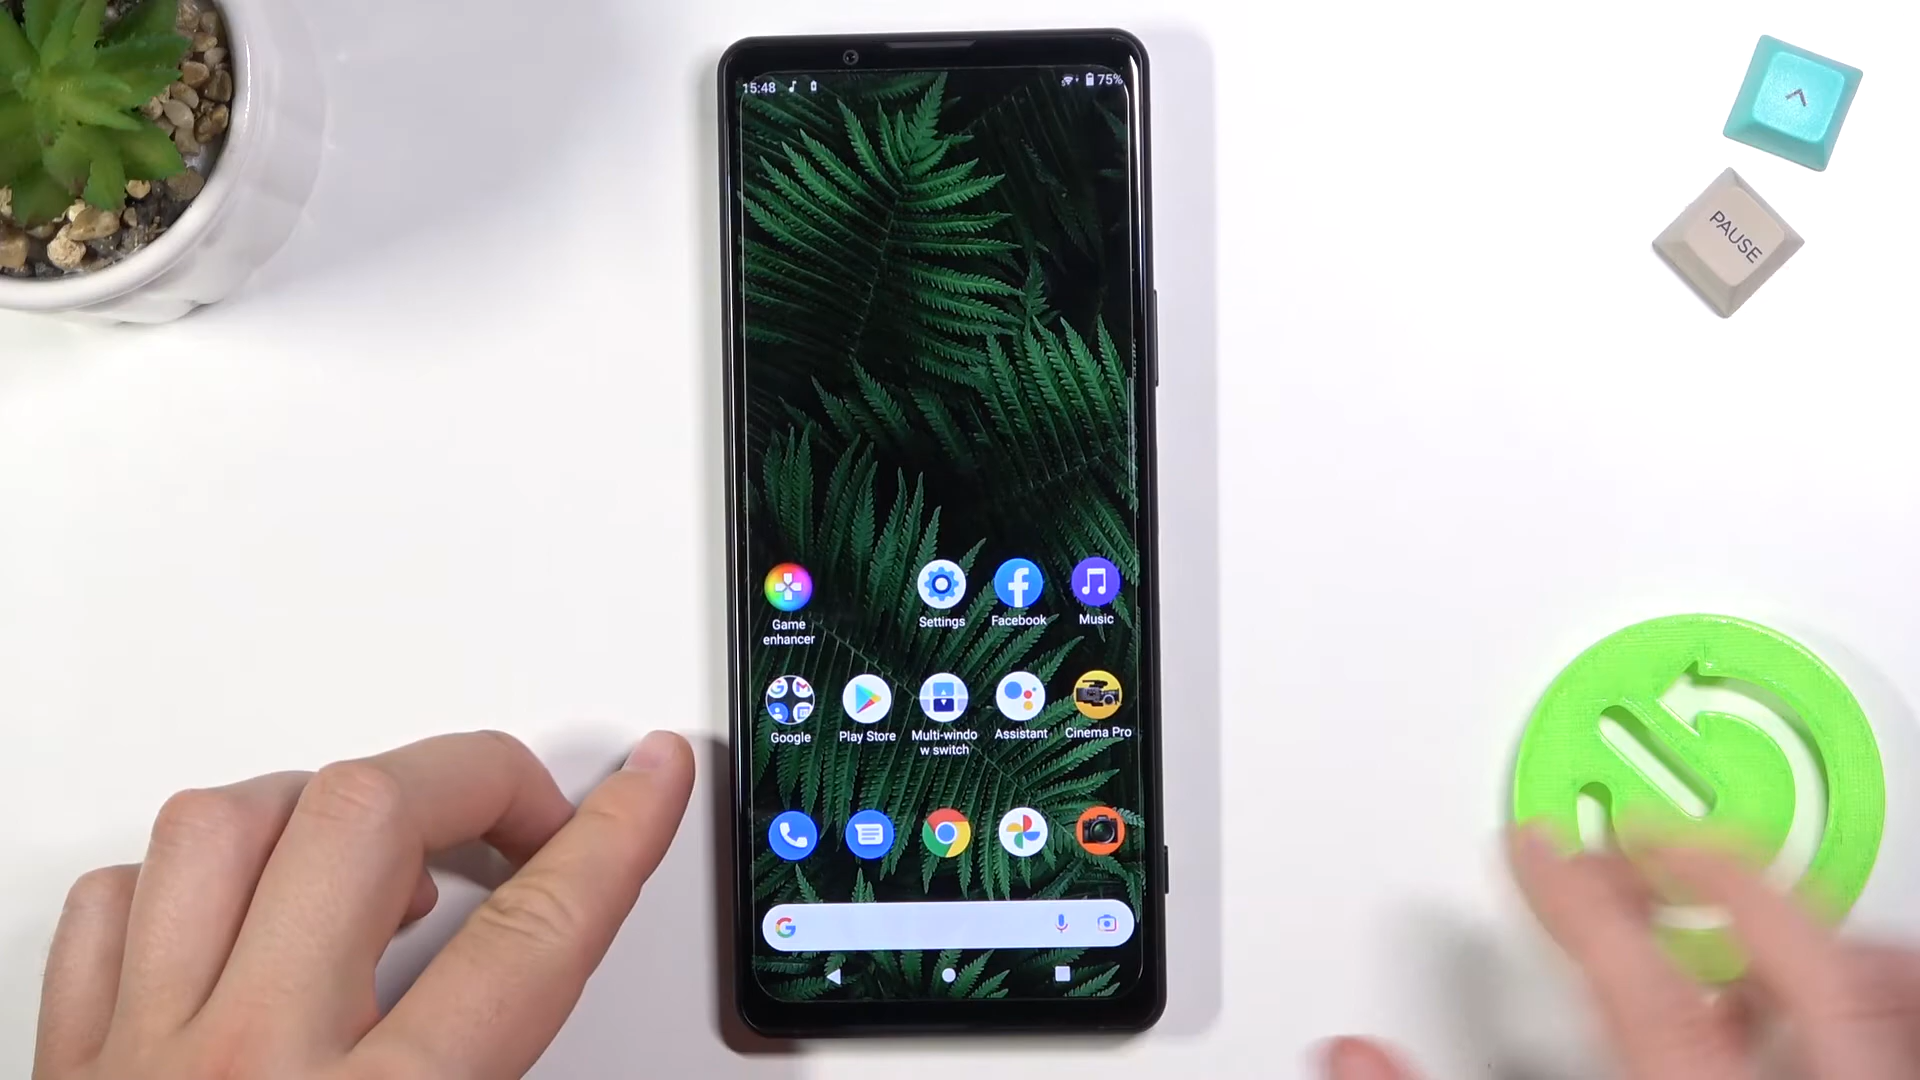 15:48
75%
PAUSE
Game
enhancer
Settings
Facebook
Music
Google
Play Store
Multi-windo
w switch
Assistant
Cinema Pro